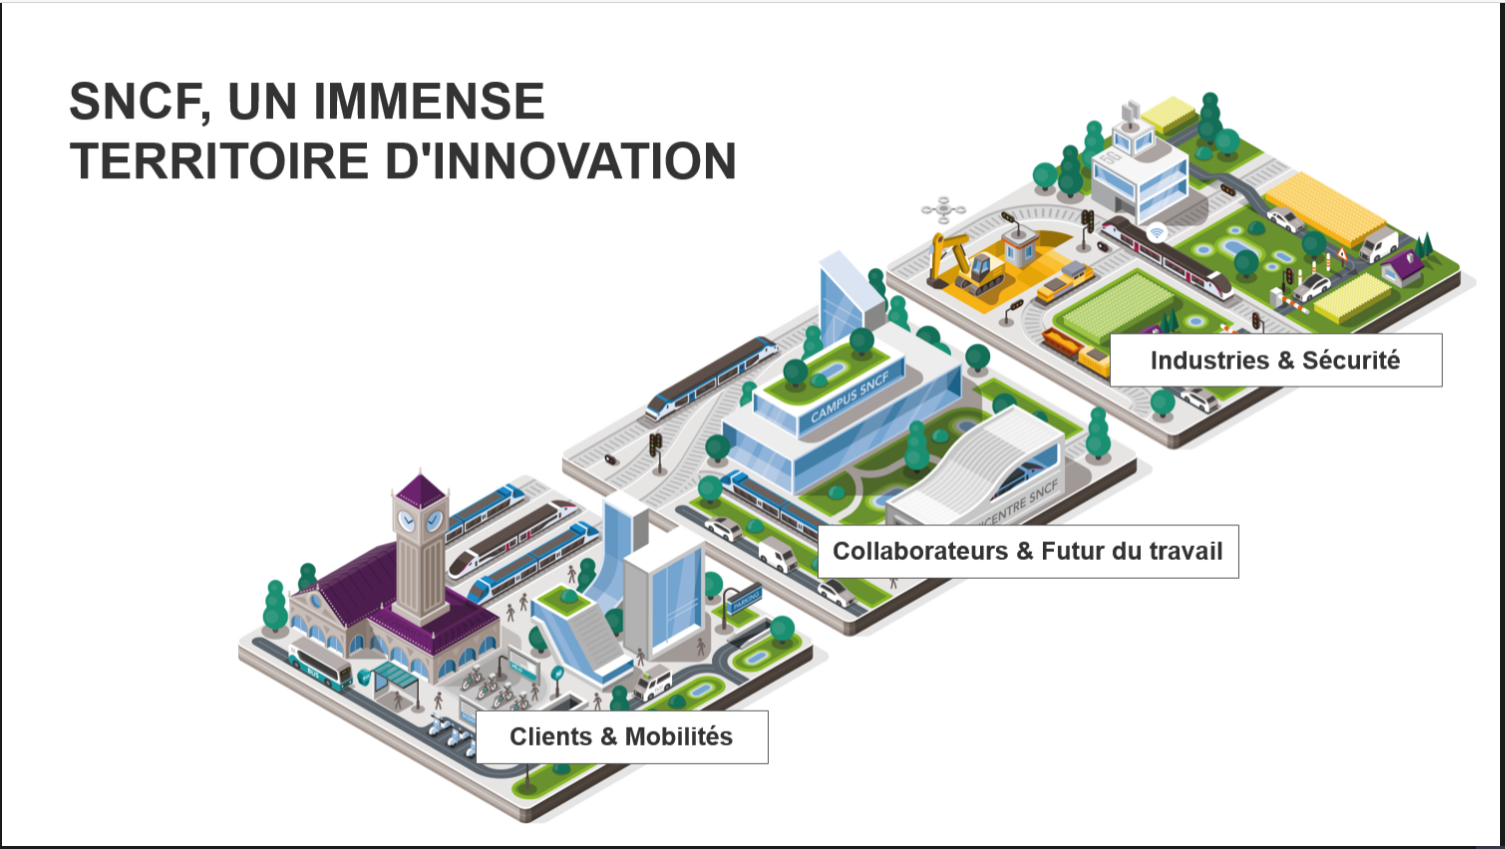 SNCF, UN IMMENSE
TERRITOIRE D'INNOVATION
5G
Industries & Sécurité
CAMPUS SNCF
CENTRE SNCF
Collaborateurs & Futur du travail
PARKING
BUS
Clients & Mobilités